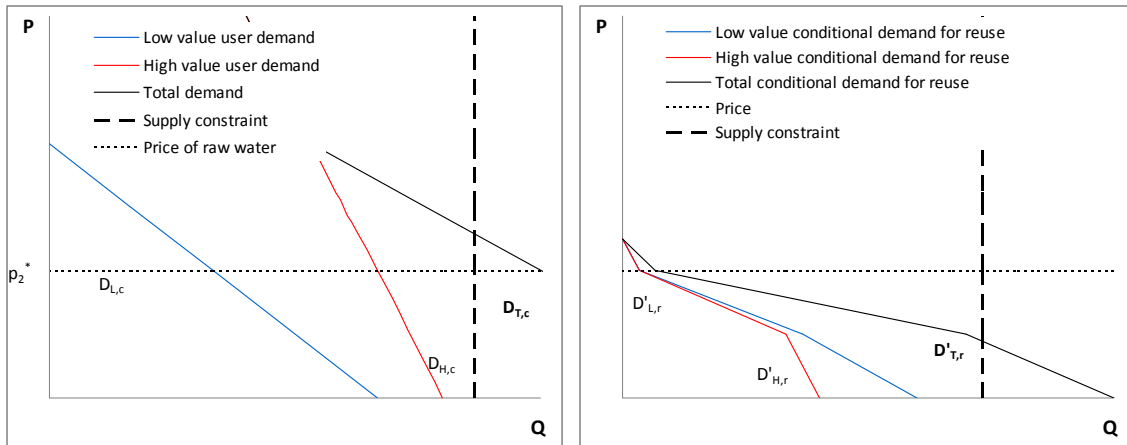 P
Low value user demand
High value user demand
Total demand
Supply constraint
Price of raw water
p2*
DL,c
DT,c
DH,c
Q
P
Low value conditional demand for reuse
High value conditional demand for reuse
Total conditional demand for reuse
Price
Supply constraint
D'L,r
D'T,r
D'H,r
Q